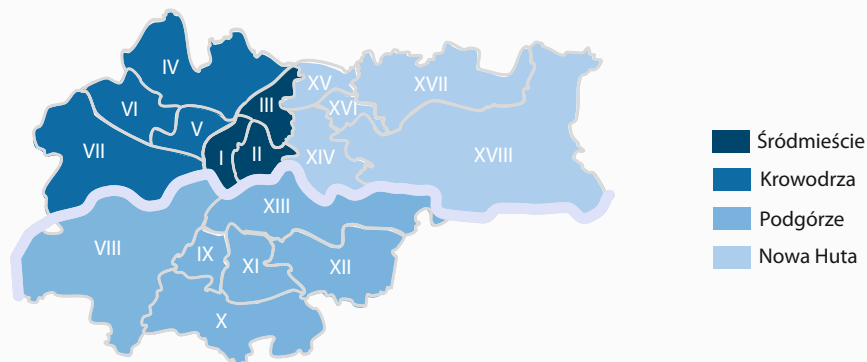 IV
XV
XVII
VI
III
XVI
V
VII
I
II
XIV
XVIII
XIII
VIII
IX
XI
XII
X
Śródmieście
Krowodrza
Podgórze
Nowa Huta